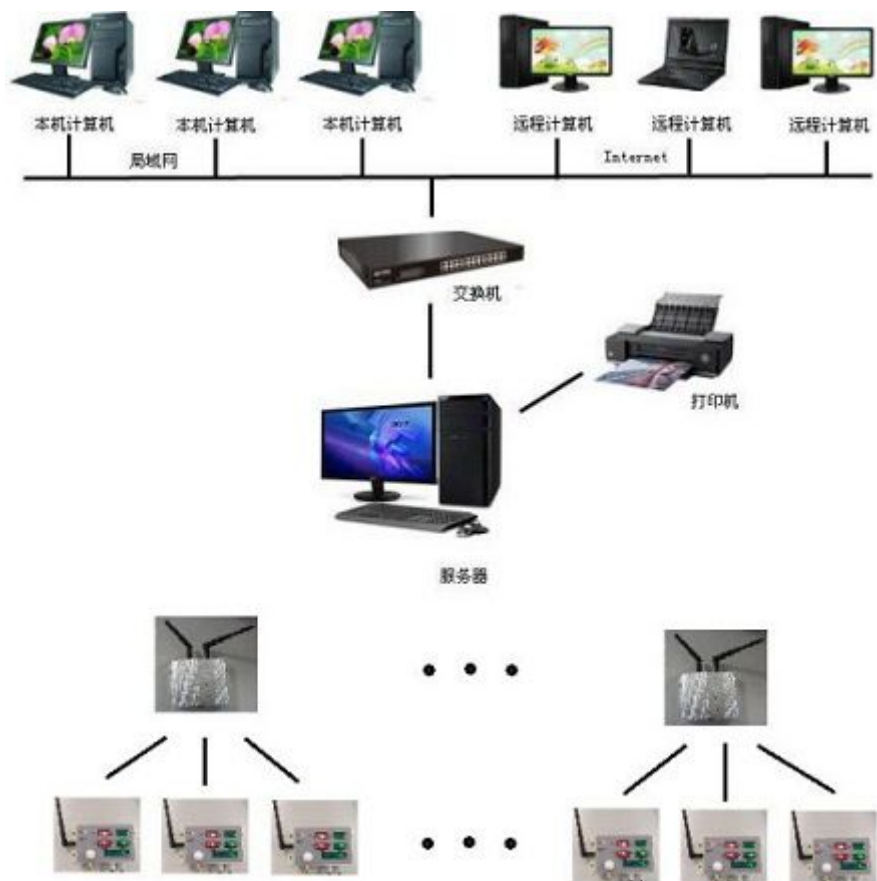 本机计算机
本机计算机
本机计算机
远程计算机
远程计算机
远程计算机
局域网
Internet
交换机
打印机
acer
服务器